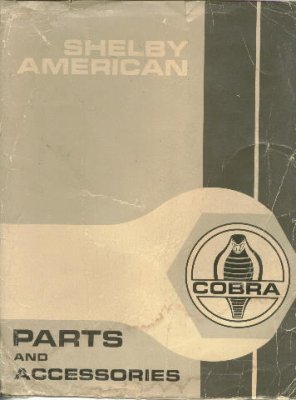 SHELBY
AMERICAN
COBRA
PARTS
AND
ACCESSORIES